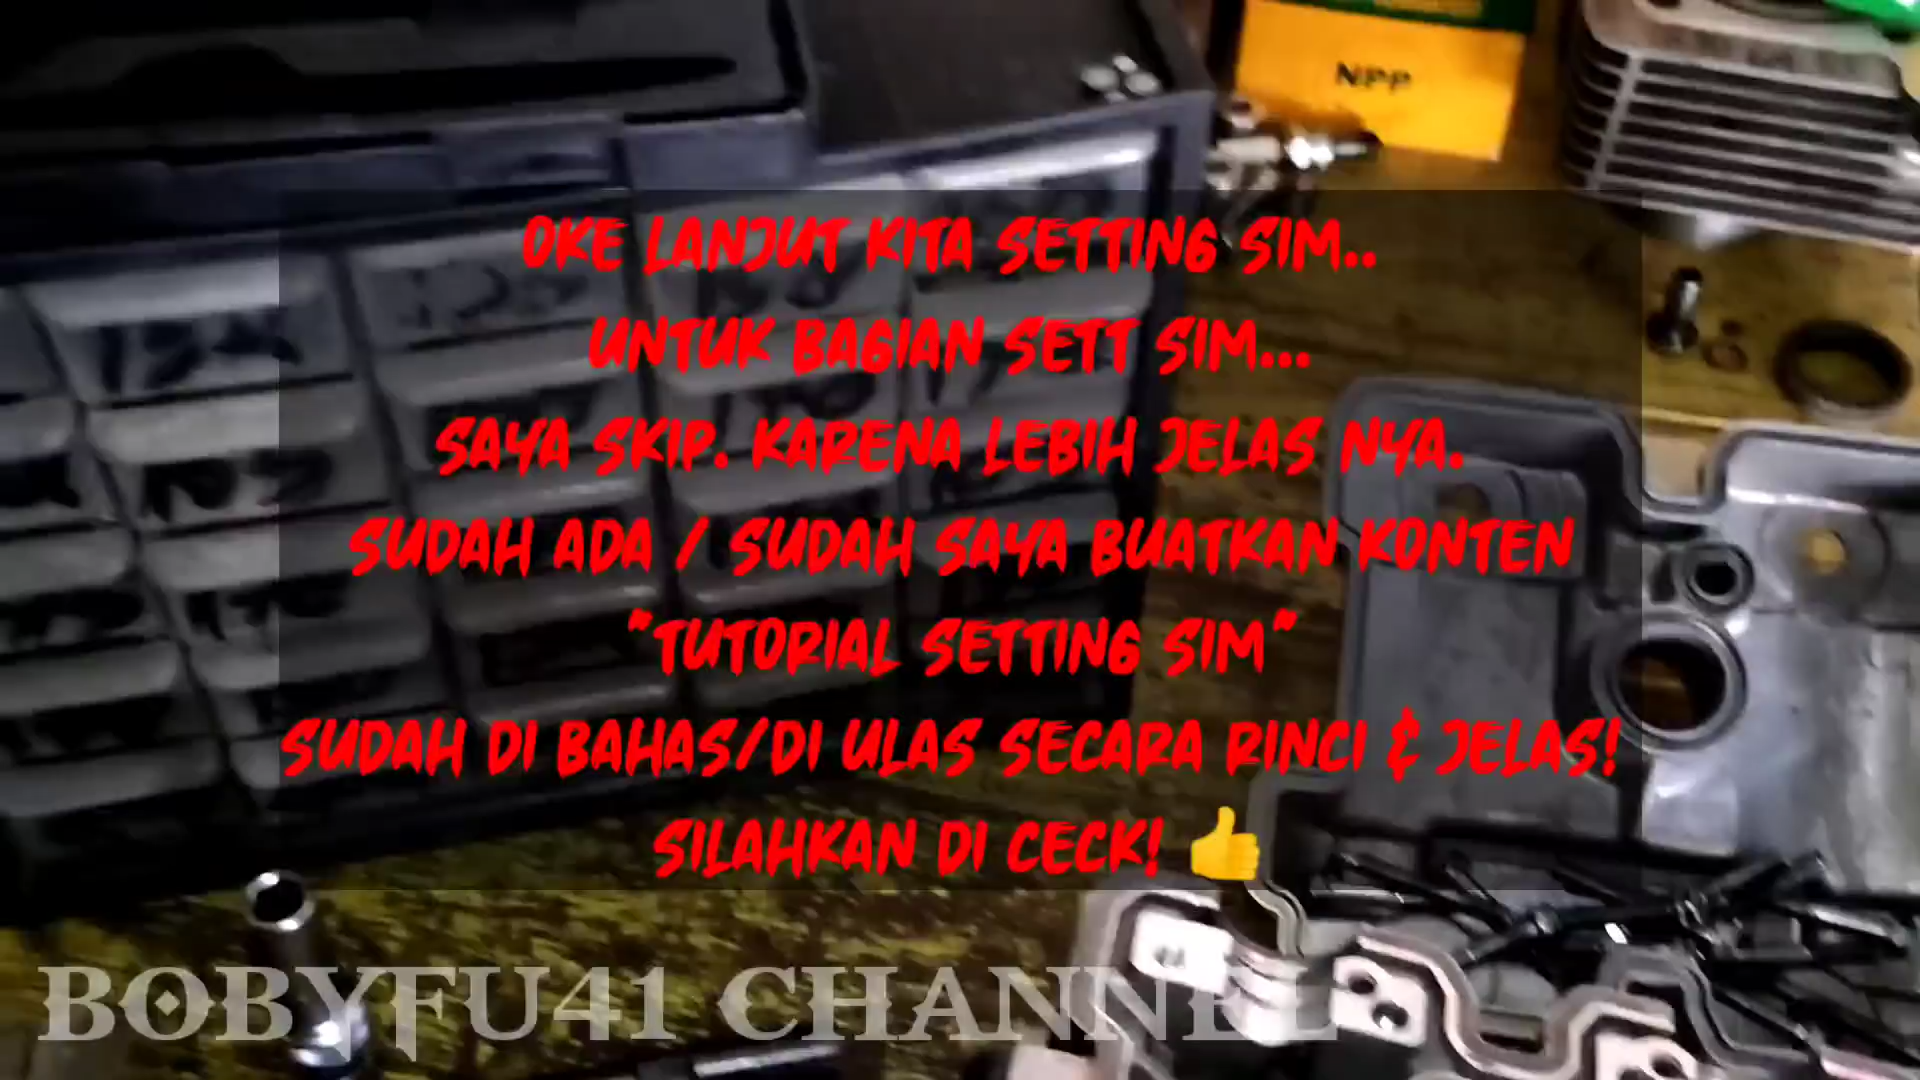 NPP
OKE LANJUT KITA SETTING SIM..
UNTUK BAGIAN SETT SIM...
SAYA SKIP. KARENA LEBIH JELAS NYA.
SUDAH ADA / SUDAH SAYA BUATKAN KONTEN
"TUTORIAL SETTING SIM"
SUDAH DI BAHAS/DI ULAS SECARA RINCI & JELAS!
SILAHKAN DI CECK! 👍
BOBYFU41 CHANNEL